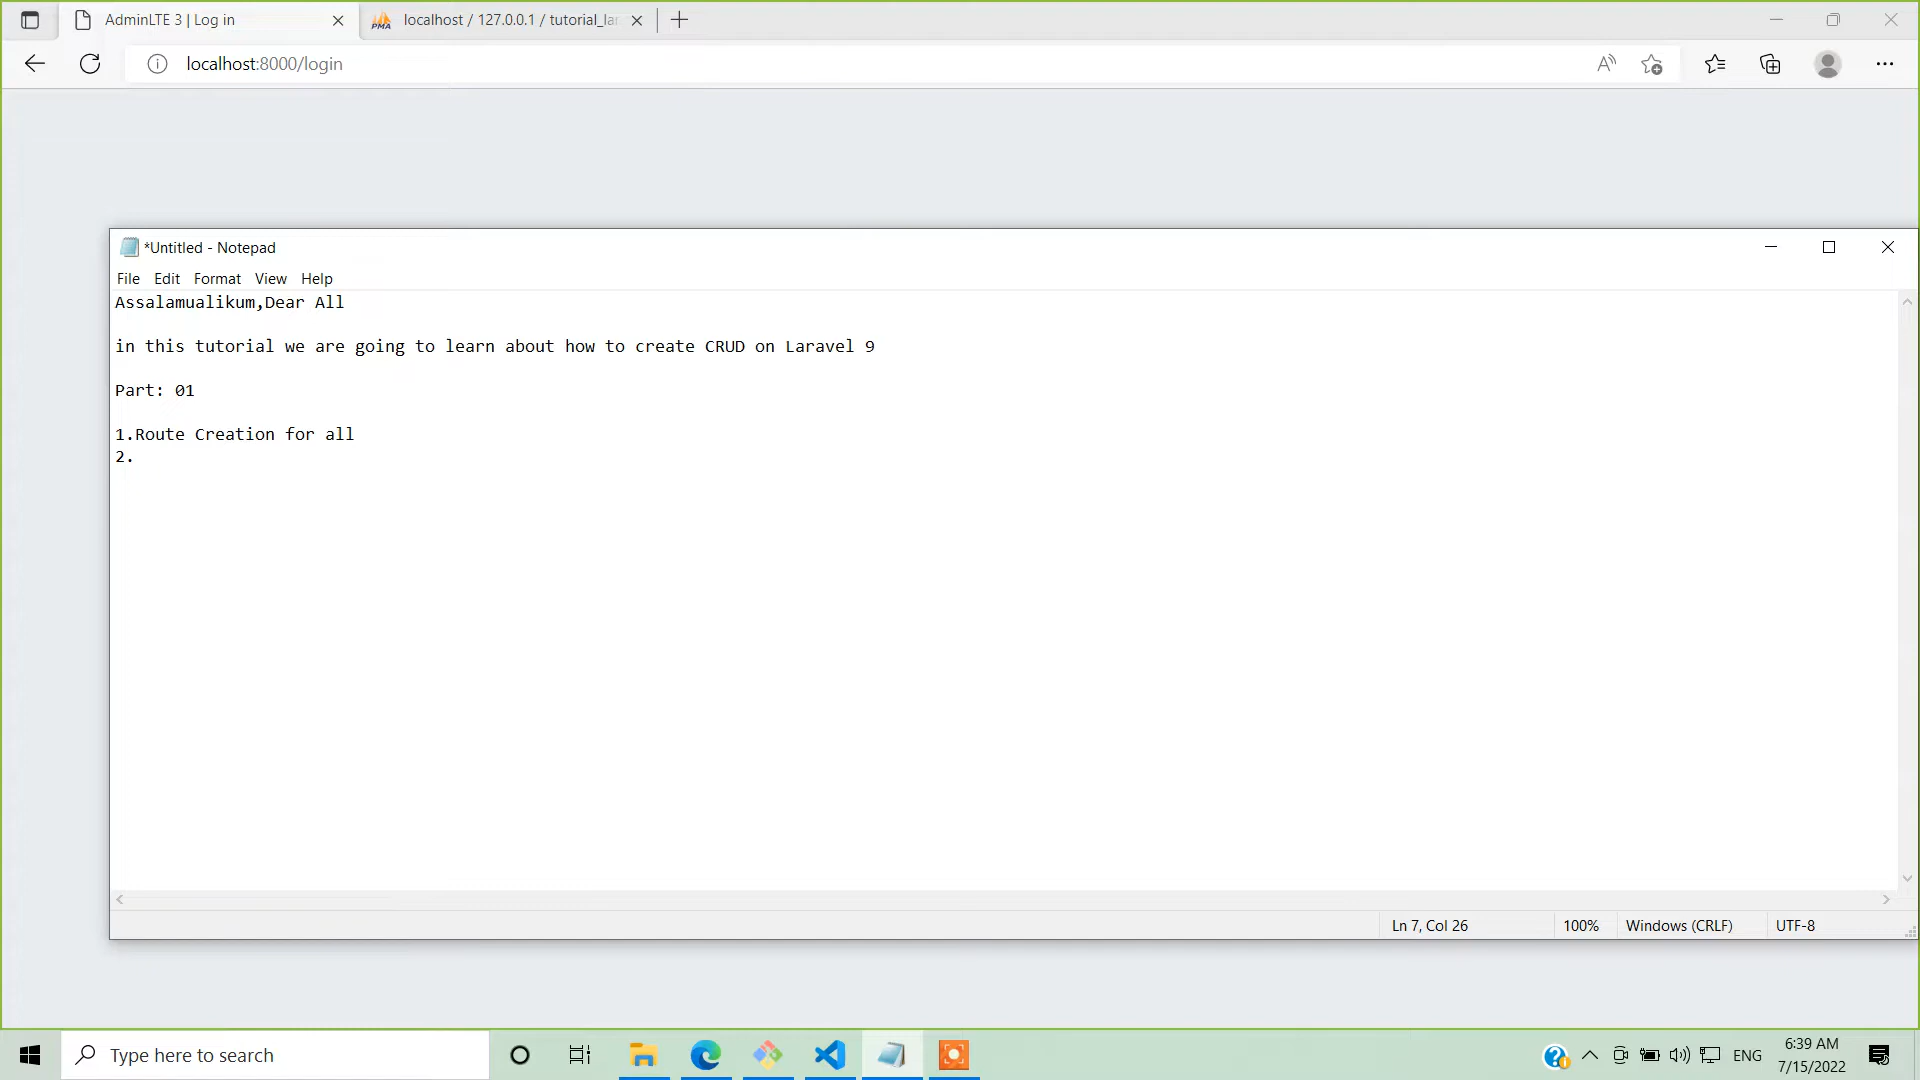 AdminLTE 3 | Log in
localhost / 127.0.0.1 / tutorial_la
localhost:8000/login
*Untitled - Notepad
File Edit Format View Help
Assalamualikum,Dear All
in this tutorial we are going to learn about how to create CRUD on Laravel 9
Part: 01
1.Route Creation for all
2.
Ln 7, Col 26 100% Windows (CRLF) UTF-8
Type here to search
ENG
6:39 AM
7/15/2022